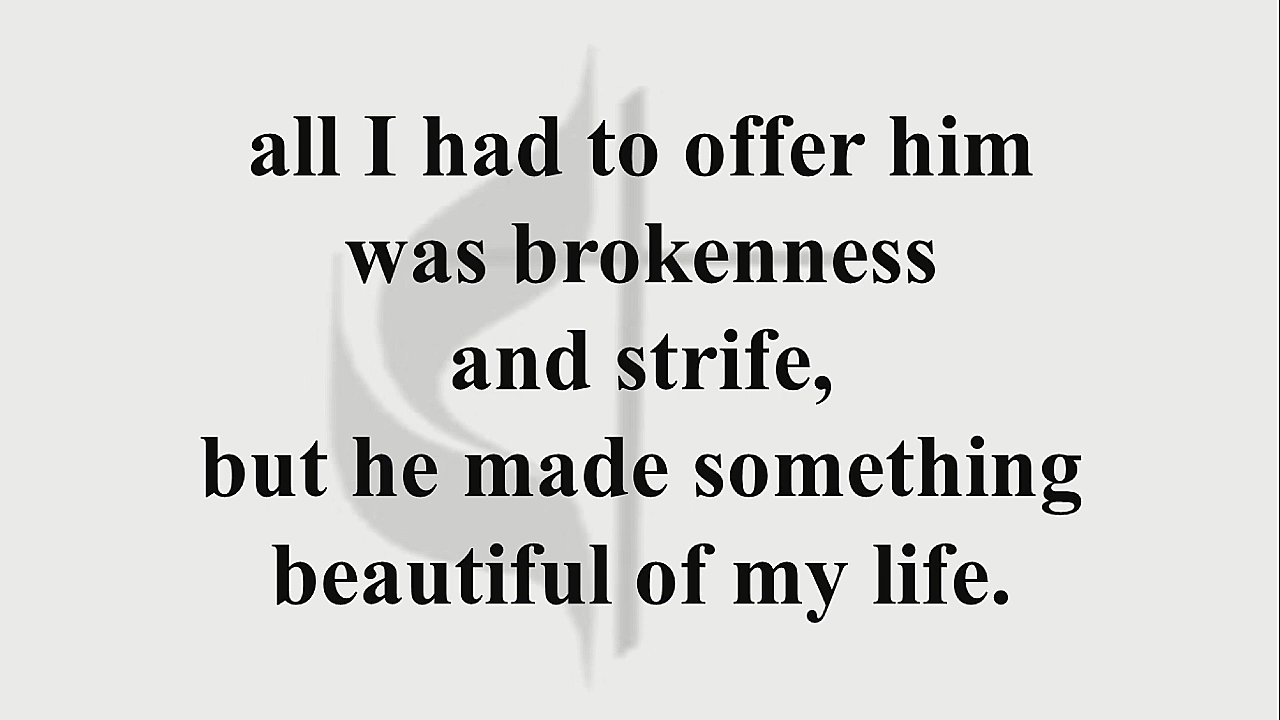 all I had to offer him
was brokenness
and strife,
but he made something
beautiful of my life.